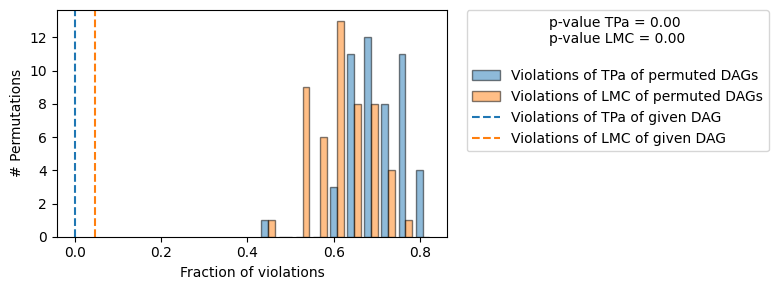 p-value TPa = 0.00
p-value LMC = 0.00
Violations of TPa of permuted DAGs
Violations of LMC of permuted DAGs
Violations of TPa of given DAG
Violations of LMC of given DAG
# Permutations
12
10
8
6
4
2
0
0.0 0.2 0.4 0.6 0.8
Fraction of violations